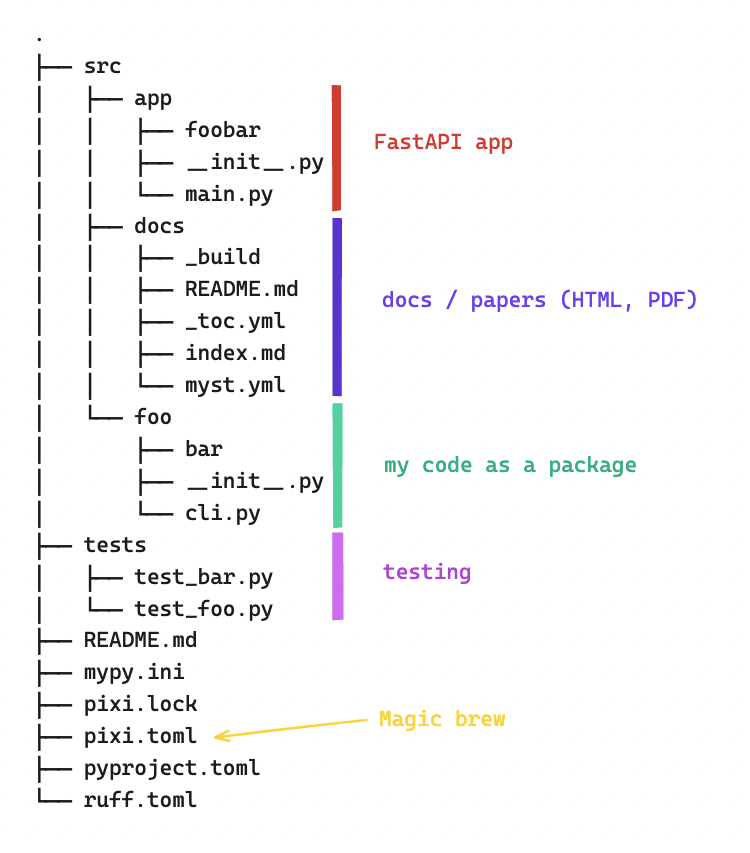 .
├── src
│   ├── app
│   │   ├── foobar
│   │   ├── __init__.py
│   │   └── main.py
FastAPI app
│   ├── docs
│   │   ├── _build
│   │   ├── README.md
│   │   ├── _toc.yml
│   │   ├── index.md
│   │   └── myst.yml
docs / papers (HTML, PDF)
│   └── foo
│       ├── bar
│       ├── __init__.py
│       └── cli.py
my code as a package
├── tests
│   ├── test_bar.py
│   └── test_foo.py
testing
├── README.md
├── mypy.ini
├── pixi.lock
├── pixi.toml
Magic brew
├── pyproject.toml
└── ruff.toml